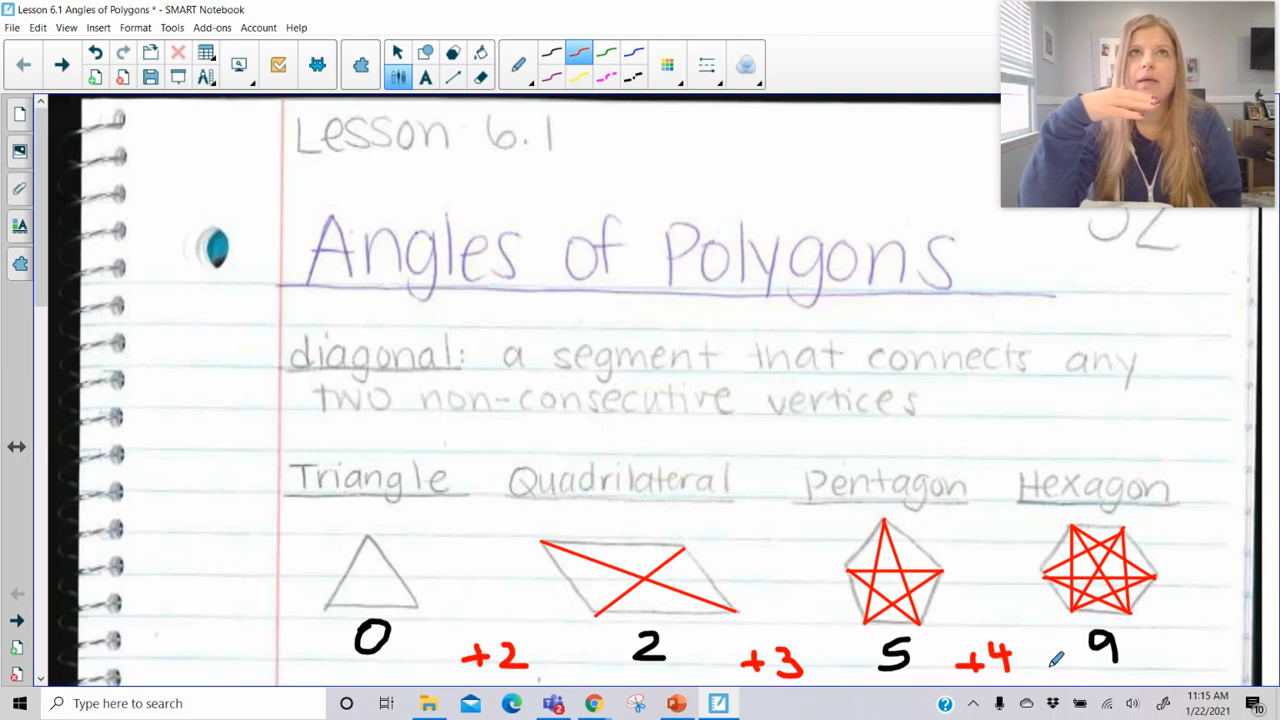 Lesson 6.1 Angles of Polygons * - SMART Notebook
File Edit View Insert Format Tools Add-ons Account Help
Lesson 6.1
Angles of Polygons
diagonal: a segment that connects any
two non-consecutive vertices
Triangle Quadrilateral Pentagon Hexagon
0 +2 2 +3 5 +4 9
Type here to search
11:15 AM
1/22/2021
10